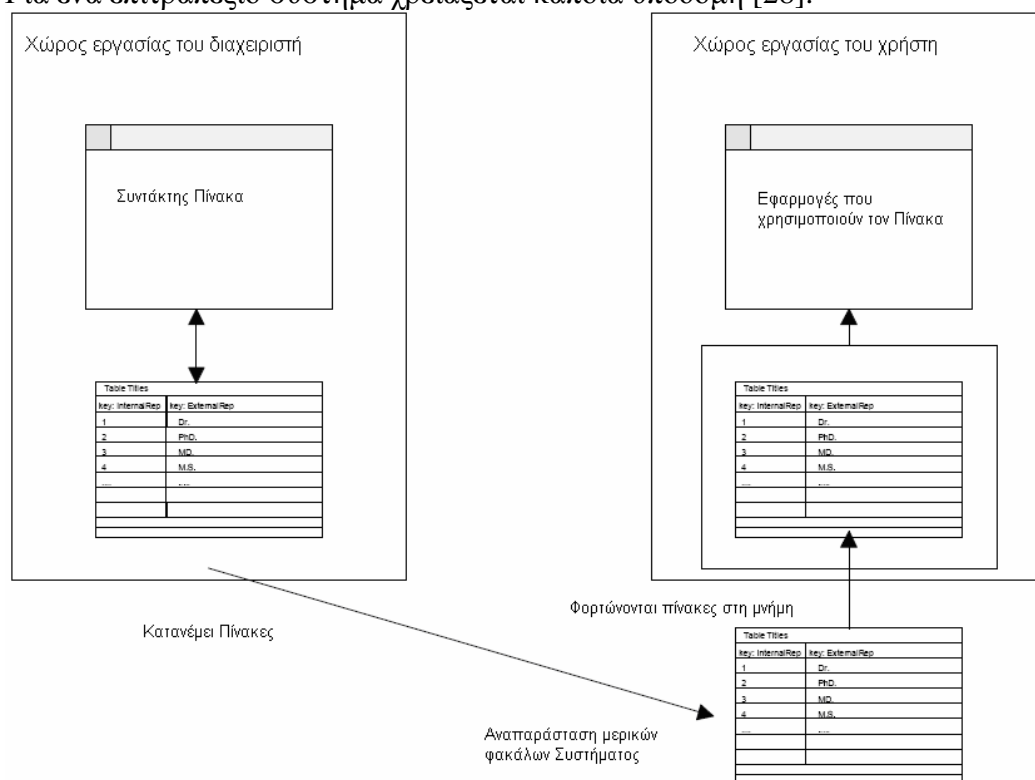 Για ένα επιτραπέζιο σύστημα χρειάζεται κάποια υποδομή [28].
Χώρος εργασίας του διαχειριστή
Συντάκτης Πίνακα
Table Titles
key: InternalRep key: ExternalRep
1 Dr.
2 PhD.
3 MD.
4 M.S.
.... ....
Κατανέμει Πίνακες
Χώρος εργασίας του χρήστη
Εφαρμογές που
χρησιμοποιούν τον Πίνακα
Table Titles
key: InternalRep key: ExternalRep
1 Dr.
2 PhD.
3 MD.
4 M.S.
.... ....
Φορτώνονται πίνακες στη μνήμη
Αναπαράσταση μερικών
φακάλων Συστήματος
Table Titles
key: InternalRep key: ExternalRep
1 Dr.
2 PhD.
3 MD.
4 M.S.
.... ....